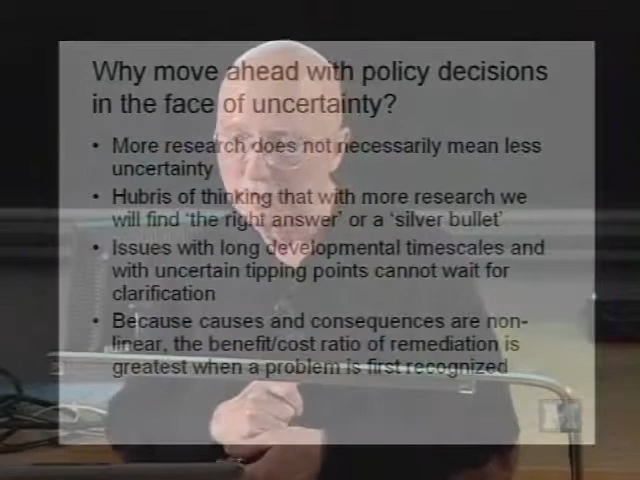 Why move ahead with policy decisions
in the face of uncertainty?
• More research does not necessarily mean less
uncertainty
• Hubris of thinking that with more research we
will find 'the right answer' or a 'silver bullet'
• Issues with long developmental timescales and
with uncertain tipping points cannot wait for
clarification
• Because causes and consequences are non-
linear, the benefit/cost ratio of remediation is
greatest when a problem is first recognized